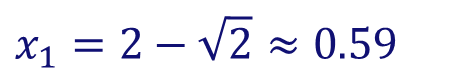 x₁ = 2 − √2 ≈ 0.59